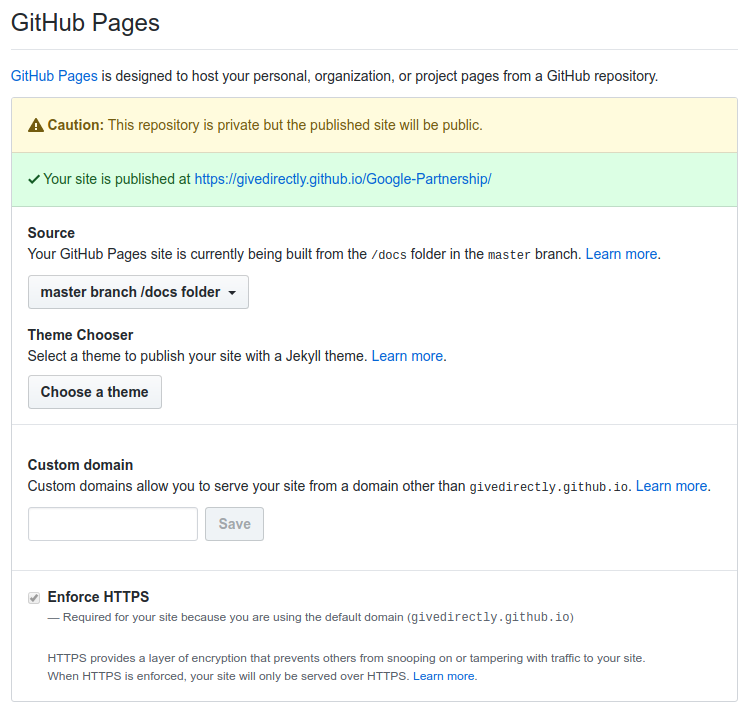 GitHub Pages
GitHub Pages is designed to host your personal, organization, or project pages from a GitHub repository.
Caution: This repository is private but the published site will be public.
Your site is published at https://givedirectly.github.io/Google-Partnership/
Source
Your GitHub Pages site is currently being built from the /docs folder in the master branch. Learn more.
master branch /docs folder
Theme Chooser
Select a theme to publish your site with a Jekyll theme. Learn more.
Choose a theme
Custom domain
Custom domains allow you to serve your site from a domain other than givedirectly.github.io. Learn more.
Save
Enforce HTTPS
— Required for your site because you are using the default domain (givedirectly.github.io)
HTTPS provides a layer of encryption that prevents others from snooping on or tampering with traffic to your site.
When HTTPS is enforced, your site will only be served over HTTPS. Learn more.